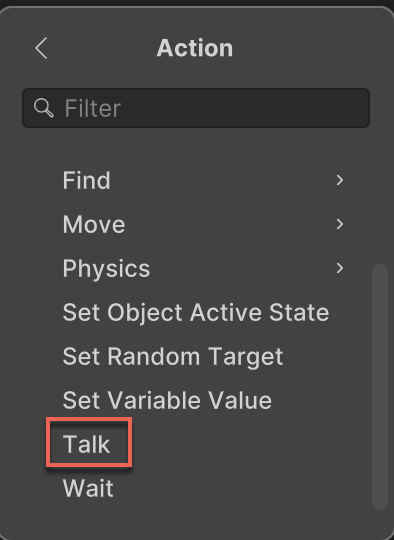 Action
Filter
Find
Move
Physics
Set Object Active State
Set Random Target
Set Variable Value
Talk
Wait